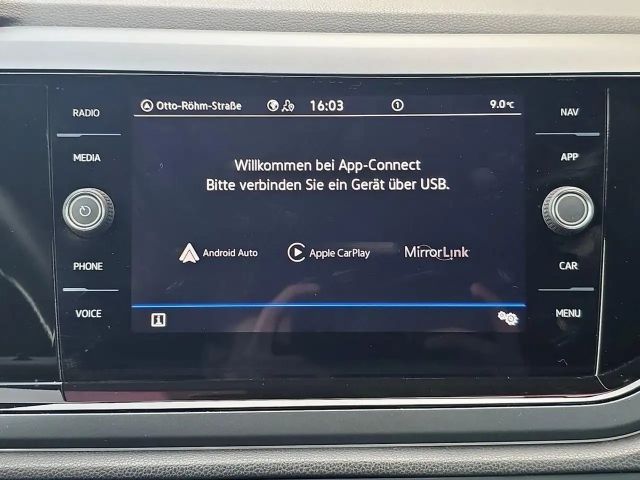 RADIO
MEDIA
PHONE
VOICE
Otto-Röhm-Straße 16:03 1 9.0°C
Willkommen bei App-Connect
Bitte verbinden Sie ein Gerät über USB.
Android Auto Apple CarPlay MirrorLink
i
NAV
APP
CAR
MENU